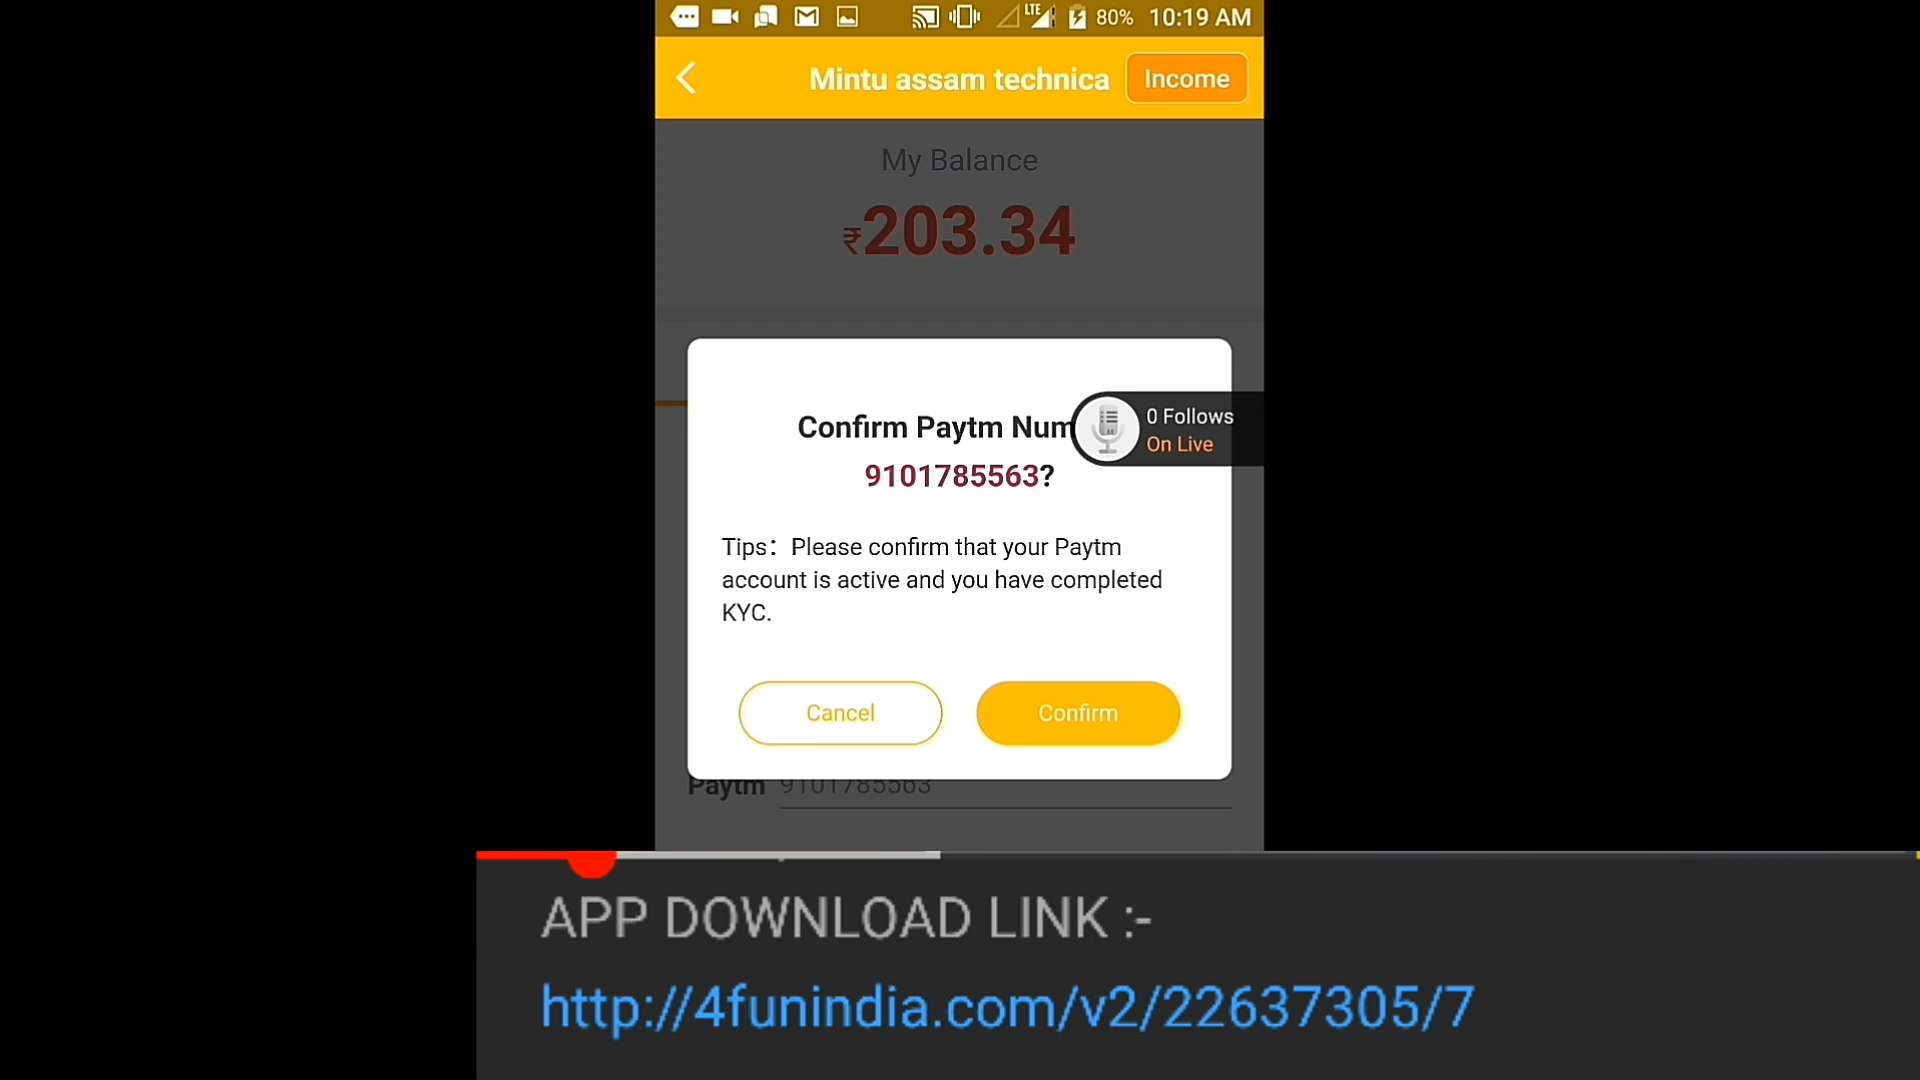 LTE 80% 10:19 AM
Mintu assam technica Income
My Balance
₹203.34
Confirm Paytm Num
0 Follows
On Live
9101785563?
Tips： Please confirm that your Paytm
account is active and you have completed
KYC.
Cancel Confirm
Paytm 9101785563
APP DOWNLOAD LINK :-
http://4funindia.com/v2/22637305/7